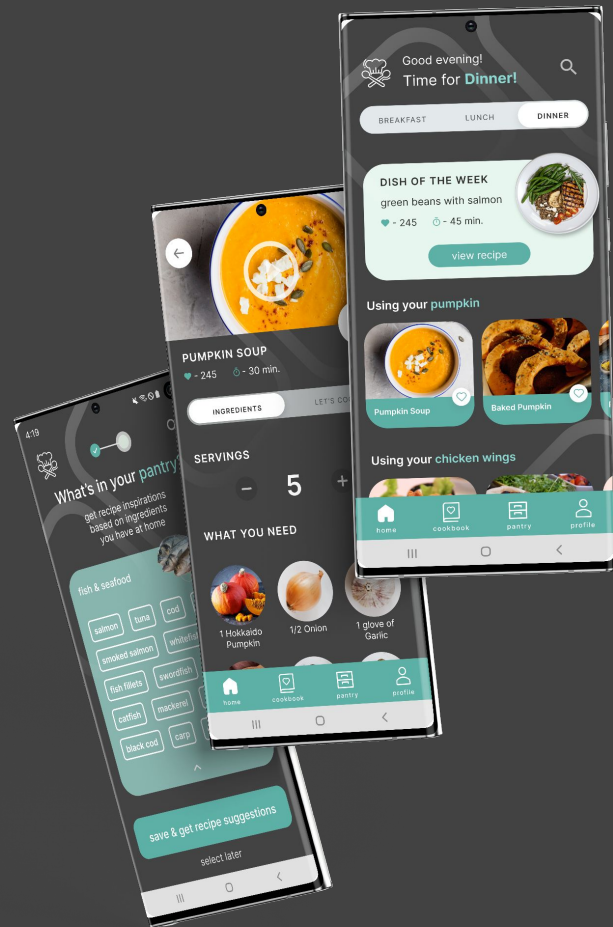 Good evening!
Time for Dinner!
BREAKFAST LUNCH DINNER
DISH OF THE WEEK
green beans with salmon
- 245 - 45 min.
view recipe
Using your pumpkin
Pumpkin Soup
Baked Pumpkin
Using your chicken wings
home cookbook pantry profile
PUMPKIN SOUP
- 245 - 30 min.
INGREDIENTS LET'S
SERVINGS
- 5 +
WHAT YOU NEED
1 Hokkaido
Pumpkin
1/2 Onion
1 glove of
Garlic
home cookbook pantry profile
4:19
What's in your pantry?
get recipe inspirations
based on ingredients
you have at home
fish & seafood
salmon tuna cod
smoked salmon
fish fillets swordfish
catfish mackerel
black cod carp
save & get recipe suggestions
select later